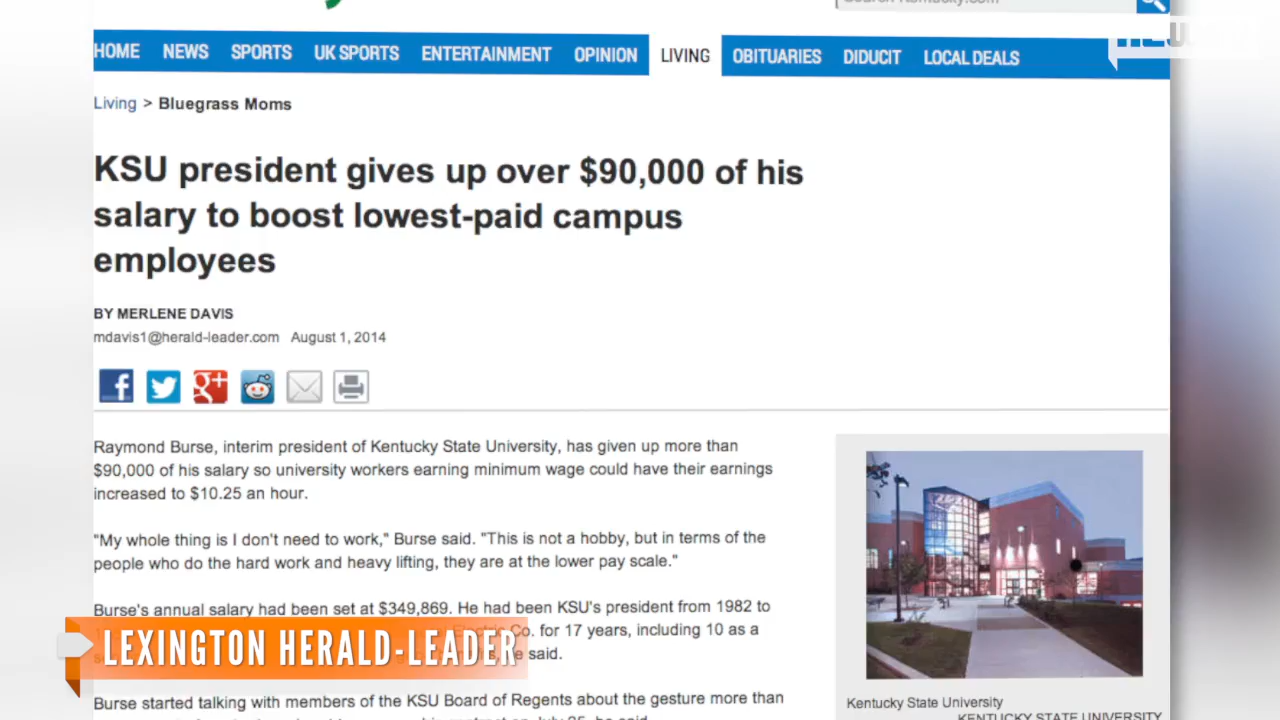 HOME NEWS SPORTS UK SPORTS ENTERTAINMENT OPINION LIVING OBITUARIES DIDUCIT LOCAL DEALS
Living > Bluegrass Moms
KSU president gives up over $90,000 of his
salary to boost lowest-paid campus
employees
BY MERLENE DAVIS
mdavis1@herald-leader.com August 1, 2014
Raymond Burse, interim president of Kentucky State University, has given up more than
$90,000 of his salary so university workers earning minimum wage could have their earnings
increased to $10.25 an hour.
"My whole thing is I don't need to work," Burse said. "This is not a hobby, but in terms of the
people who do the hard work and heavy lifting, they are at the lower pay scale."
Burse's annual salary had been set at $349,869. He had been KSU's president from 1982 to
Co. for 17 years, including 10 as a
he said.
LEXINGTON HERALD-LEADER
Burse started talking with members of the KSU Board of Regents about the gesture more than
Kentucky State University
KENTUCKY STATE UNIVERSITY